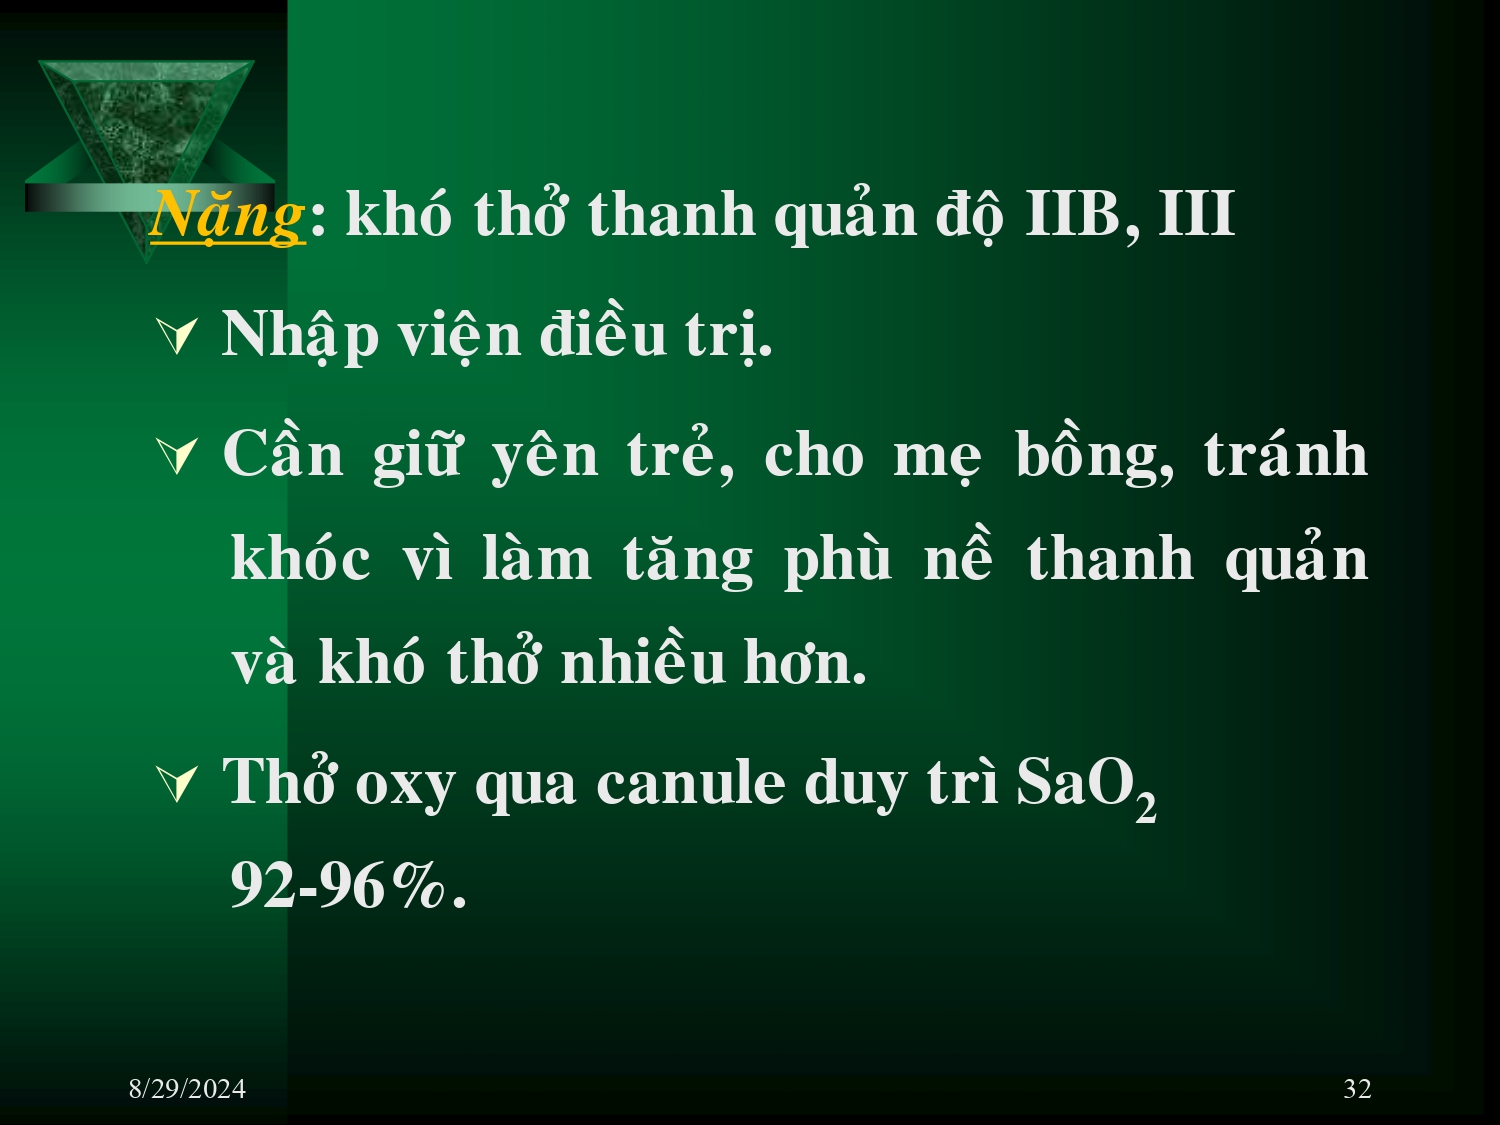 Nặng: khó thở thanh quản độ IIB, III
Nhập viện điều trị.
Cần giữ yên trẻ, cho mẹ bồng, tránh
khóc vì làm tăng phù nề thanh quản
và khó thở nhiều hơn.
Thở oxy qua canule duy trì SaO₂
92-96%.
8/29/2024
32